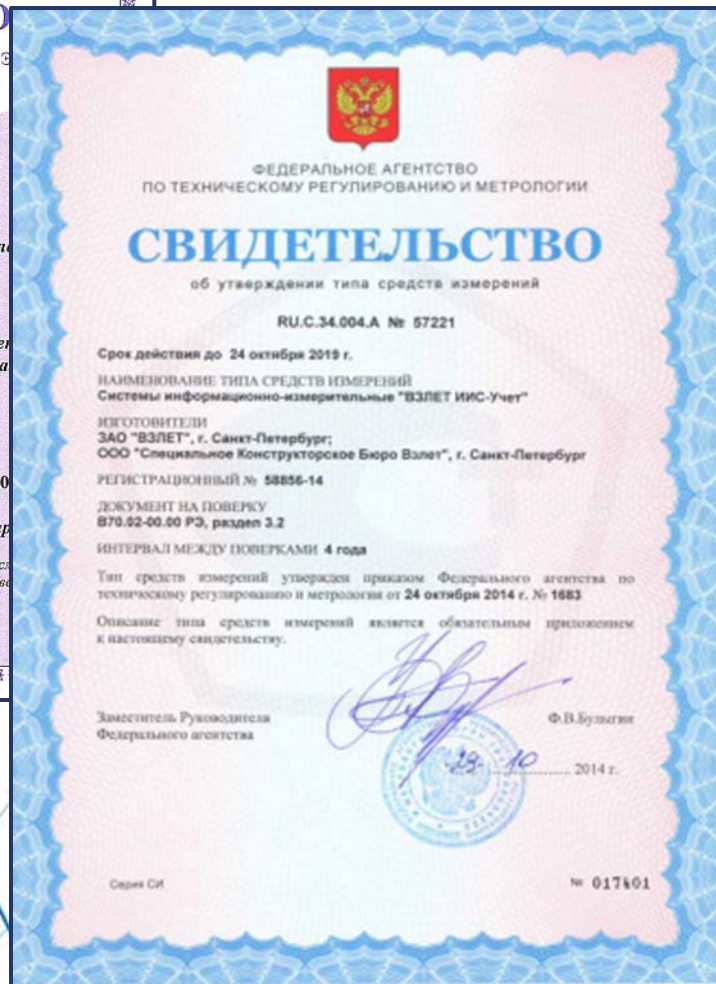 ФЕДЕРАЛЬНОЕ АГЕНТСТВО
ПО ТЕХНИЧЕСКОМУ РЕГУЛИРОВАНИЮ И МЕТРОЛОГИИ
СВИДЕТЕЛЬСТВО
об утверждении типа средств измерений
RU.C.34.004.A № 57221
Срок действия до 24 октября 2019 г.
НАИМЕНОВАНИЕ ТИПА СРЕДСТВ ИЗМЕРЕНИЙ
Системы информационно-измерительные "ВЗЛЕТ ИИС-Учет"
ИЗГОТОВИТЕЛИ
ЗАО "ВЗЛЕТ", г. Санкт-Петербург;
ООО "Специальное Конструкторское Бюро Взлет", г. Санкт-Петербург
РЕГИСТРАЦИОННЫЙ № 58856-14
ДОКУМЕНТ НА ПОВЕРКУ
В70.02-00.00 РЭ, раздел 3.2
ИНТЕРВАЛ МЕЖДУ ПОВЕРКАМИ 4 года
Тип средств измерений утвержден приказом Федерального агентства по
техническому регулированию и метрологии от 24 октября 2014 г. № 1683
Описание типа средств измерений является обязательным приложением
к настоящему свидетельству.
Заместитель Руководителя
Федерального агентства
Ф.В.Булыгин
10 2014 г.
Серия СИ
№ 017401